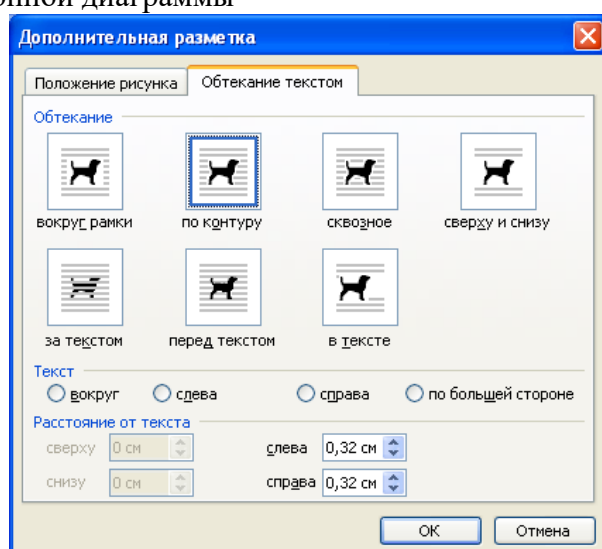 онной диаграммы
Дополнительная разметка
Положение рисунка Обтекание текстом
Обтекание
вокруг рамки по контуру сквозное сверху и снизу
за текстом перед текстом в тексте
Текст
вокруг слева справа по большей стороне
Расстояние от текста
сверху 0 см слева 0,32 см
снизу 0 см справа 0,32 см
ОК Отмена